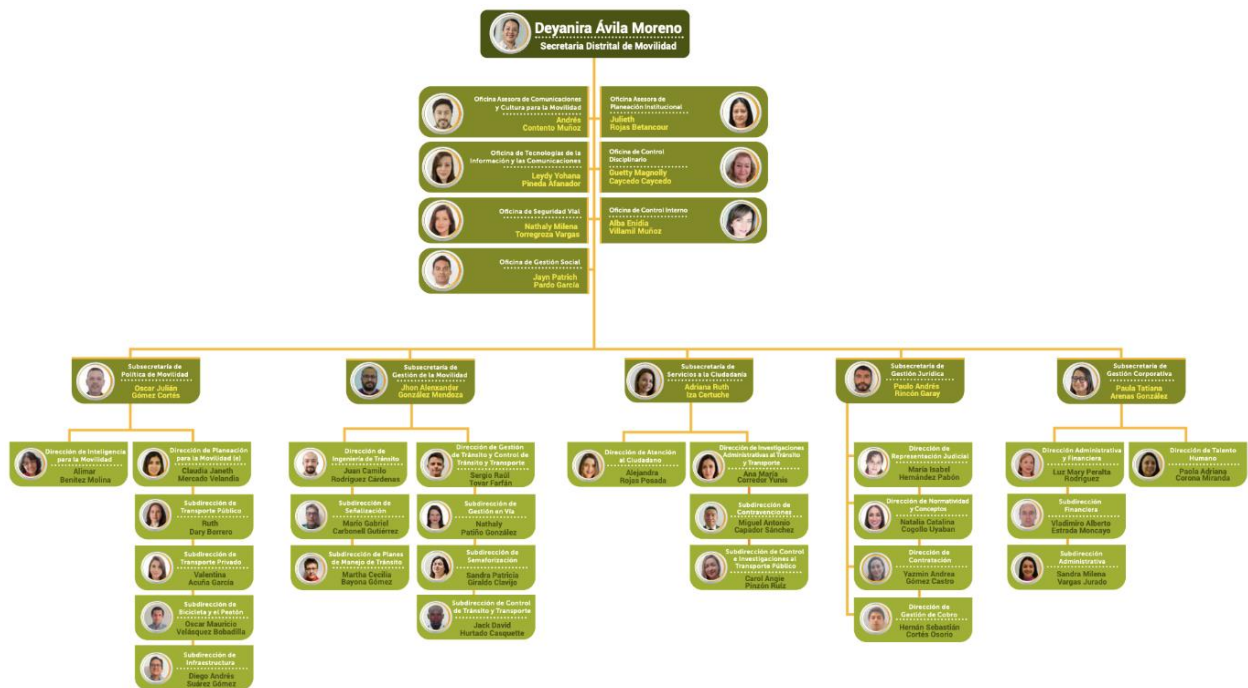 Deyanira Ávila Moreno
Secretaria Distrital de Movilidad
Oficina Asesora de Comunicaciones
y Cultura para la Movilidad
Andrés
Contento Muñoz
Oficina Asesora de
Planeación Institucional
Julieth
Rojas Betancour
Oficina de Tecnologías de la
Información y las Comunicaciones
Leydy Yohana
Pineda Afanador
Oficina de Control
Disciplinario
Guetty Magnolly
Caycedo Caycedo
Oficina de Seguridad Vial
Nathaly Milena
Torregroza Vargas
Oficina de Control Interno
Alba Enidia
Villamil Muñoz
Oficina de Gestión Social
Jayn Patrich
Pardo García
Subsecretaría de
Política de Movilidad
Oscar Julián
Gómez Cortés
Subsecretaría de
Gestión de la Movilidad
Jhon Alenxander
González Mendoza
Subsecretaría de
Servicios a la Ciudadanía
Adriana Ruth
Iza Certuche
Subsecretaría de
Gestión Jurídica
Paulo Andrés
Rincón Garay
Subsecretaría de
Gestión Corporativa
Paula Tatiana
Arenas González
Dirección de Inteligencia
para la Movilidad
Alimar
Benítez Molina
Dirección de Planeación
para la Movilidad (e)
Claudia Janeth
Mercado Velandia
Subdirección de
Transporte Público
Ruth
Dery Borrero
Subdirección de
Transporte Privado
Valentina
Acuña García
Subdirección de
Bicicleta y el Peatón
Oscar Mauricio
Velásquez Bobadilla
Subdirección de
Infraestructura
Diego Andrés
Suárez Gómez
Dirección de
Ingeniería de Tránsito
Juan Camilo
Rodríguez Cárdenas
Subdirección de
Señalización
Mario Gabriel
Carbonell Gutiérrez
Subdirección de Planes
de Manejo de Tránsito
Martha Cecilia
Bayona Gómez
Dirección de Gestión
de Tránsito y Control de
Tránsito y Transporte
Sergio Raúl
Tovar Farfán
Subdirección de
Gestión en Vía
Nathaly
Patiño González
Subdirección de
Semaforización
Sandra Patricia
Giraldo Clavijo
Subdirección de Control
de Tránsito y Transporte
Jack David
Hurtado Casquette
Dirección de Atención
al Ciudadano
Alejandra
Rojas Posada
Dirección de Investigaciones
Administrativas al Tránsito
y Transporte
Ana María
Corredor Yunis
Subdirección de
Contravenciones
Miguel Antonio
Capador Sánchez
Subdirección de Control
e Investigaciones al
Transporte Público
Carol Angie
Pinzón Ruiz
Dirección de
Representación Judicial
María Isabel
Hernández Pabón
Dirección de Normatividad
y Conceptos
Natalia Catalina
Cogollo Uyaban
Dirección de
Contratación
Yazmin Andrea
Gómez Castro
Dirección de
Gestión de Cobro
Hernán Sebastián
Cortés Osorio
Dirección Administrativa
y Financiera
Luz Mary Peralta
Rodríguez
Subdirección
Financiera
Vladimiro Alberto
Estrada Moncayo
Subdirección
Administrativa
Sandra Milena
Vargas Jurado
Dirección de Talento
Humano
Paola Adriana
Corona Miranda